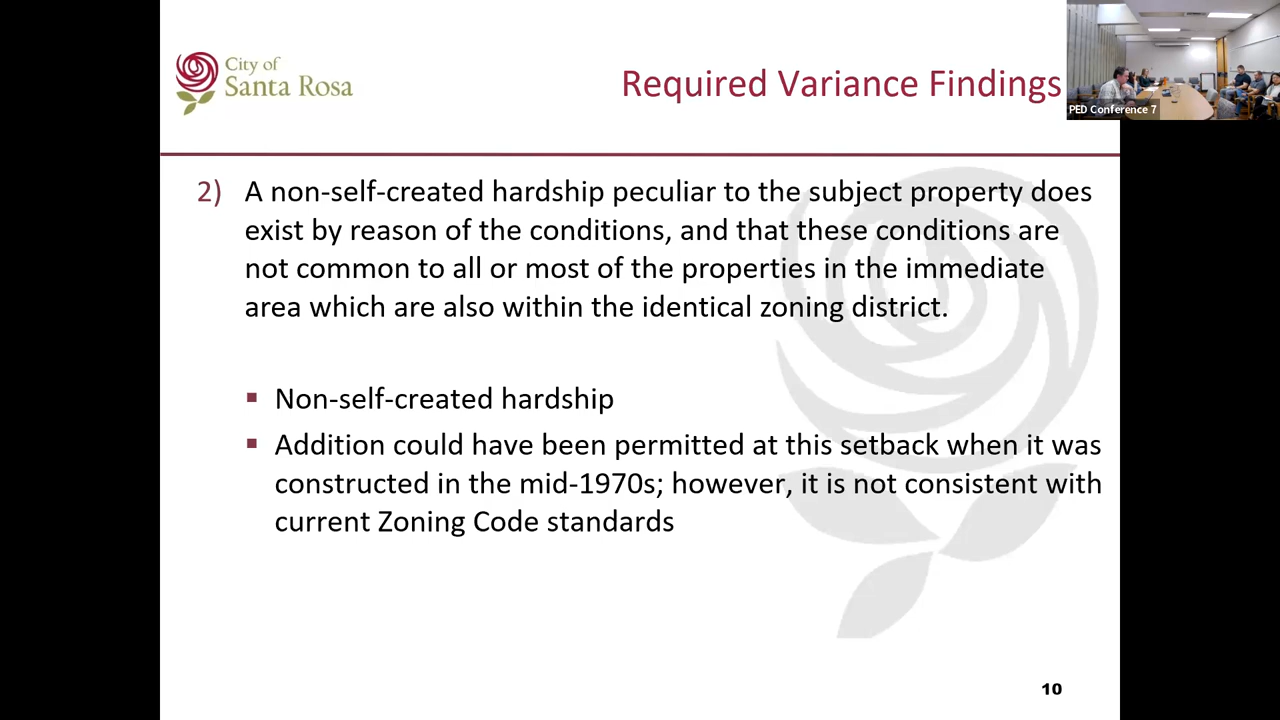 City of
Santa Rosa
Required Variance Findings
PED Conference 7
2) A non-self-created hardship peculiar to the subject property does
exist by reason of the conditions, and that these conditions are
not common to all or most of the properties in the immediate
area which are also within the identical zoning district.
▪ Non-self-created hardship
▪ Addition could have been permitted at this setback when it was
constructed in the mid-1970s; however, it is not consistent with
current Zoning Code standards
10